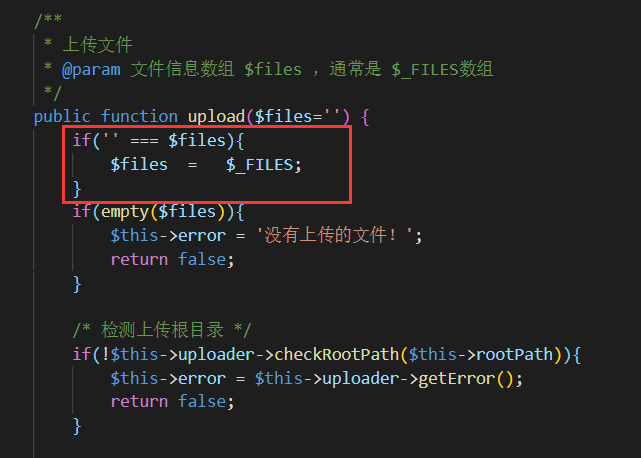 /**
 * 上传文件
 * @param 文件信息数组 $files ，通常是 $_FILES数组
 */
public function upload($files='') {
    if('' === $files){
        $files  =   $_FILES;
    }
    if(empty($files)){
        $this->error = '没有上传的文件！';
        return false;
    }

    /* 检测上传根目录 */
    if(!$this->uploader->checkRootPath($this->rootPath)){
        $this->error = $this->uploader->getError();
        return false;
    }